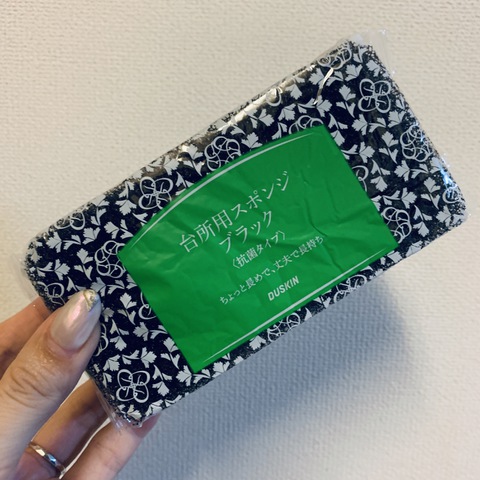 台所用スポンジ
ブラック
〈抗菌タイプ〉
ちょっと長めで、丈夫で長持ち
DUSKIN